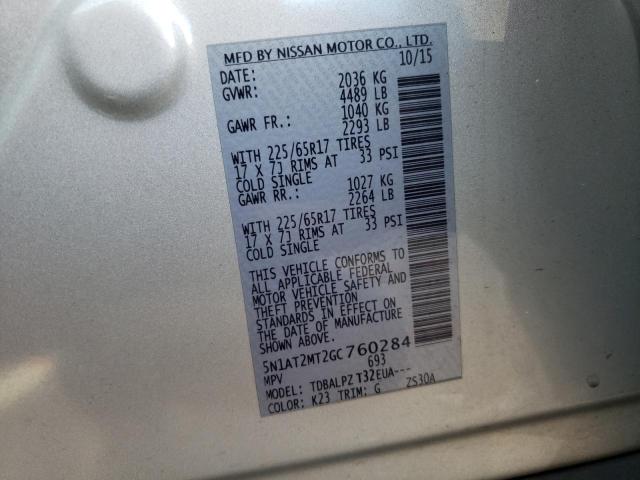 MFD BY NISSAN MOTOR CO., LTD.
DATE: 10/15
GVWR: 2036 KG
4489 LB
GAWR FR.: 1040 KG
2293 LB
WITH 225/65R17 TIRES
17 X 7J RIMS AT 33 PSI
COLD SINGLE
GAWR RR.: 1027 KG
2264 LB
WITH 225/65R17 TIRES
17 X 7J RIMS AT 33 PSI
COLD SINGLE
THIS VEHICLE CONFORMS TO
ALL APPLICABLE FEDERAL
MOTOR VEHICLE SAFETY AND
THEFT PREVENTION
STANDARDS IN EFFECT ON
THE DATE OF MANUFACTURE
5N1AT2MT2GC760284
MPV 693
MODEL: TDBALPZ T32EUA---
COLOR: K23 TRIM: G ZS30A